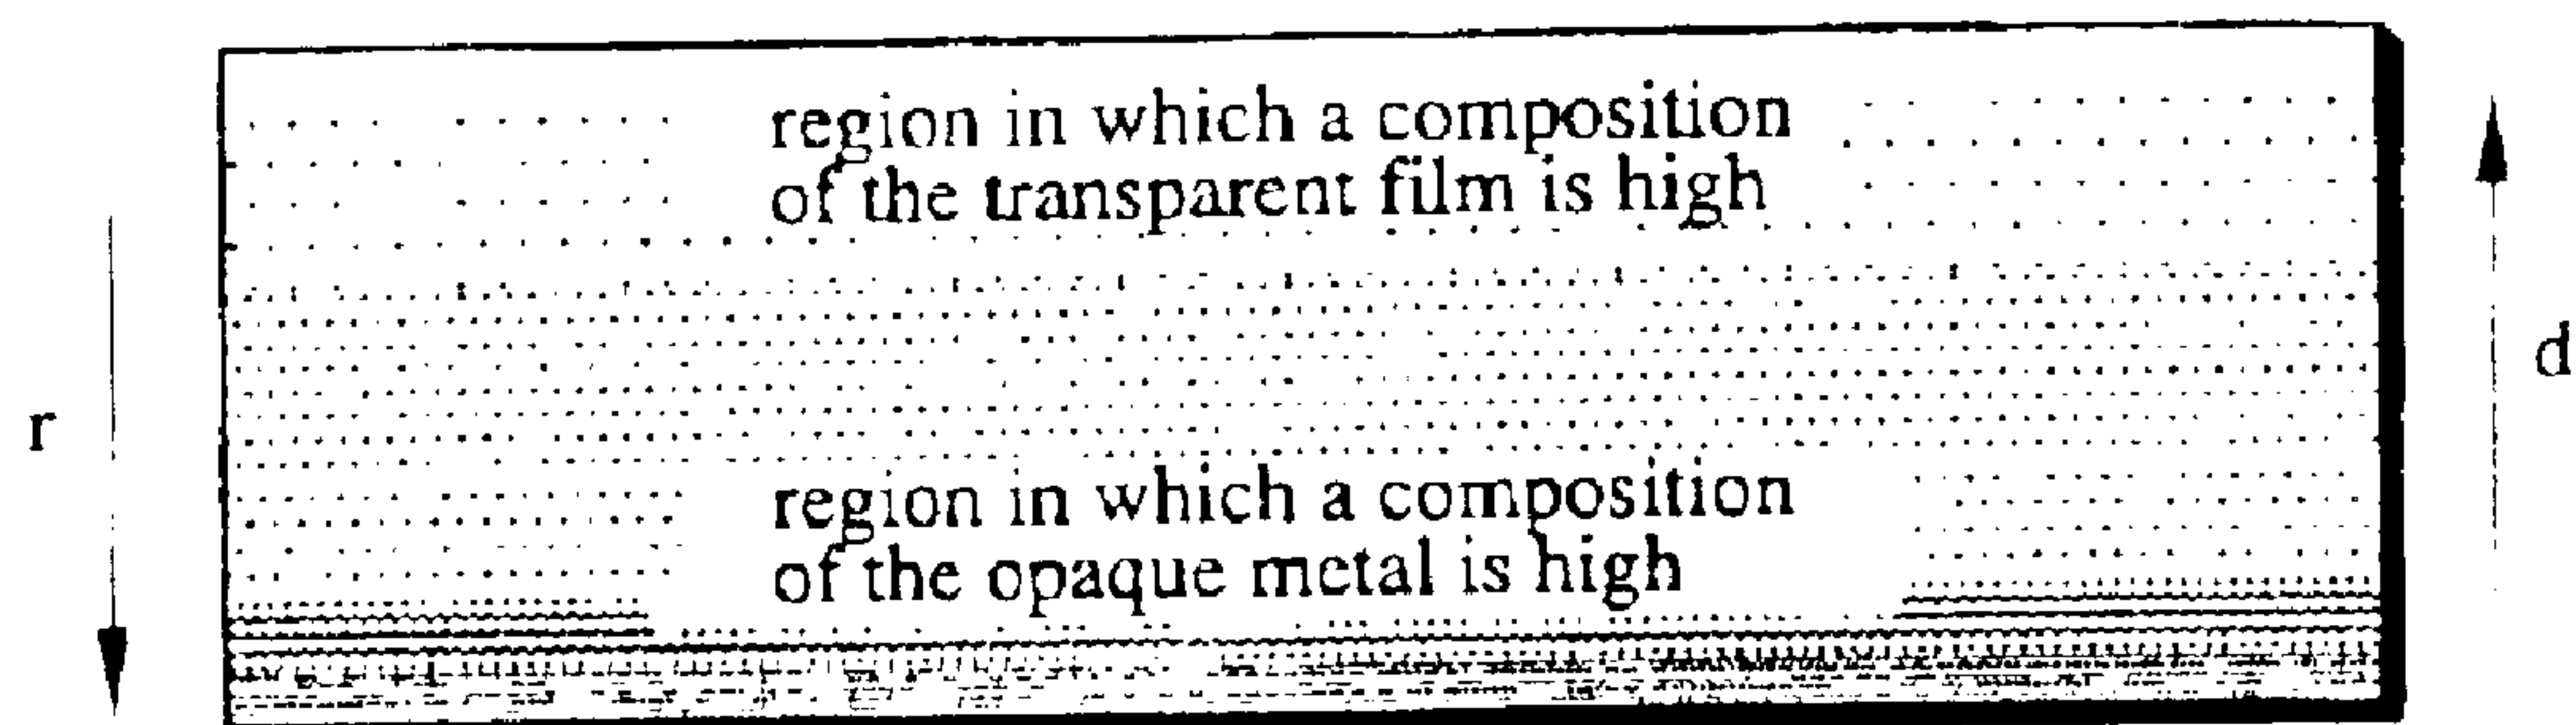 region in which a composition
of the transparent film is high
r
d
region in which a composition
of the opaque metal is high